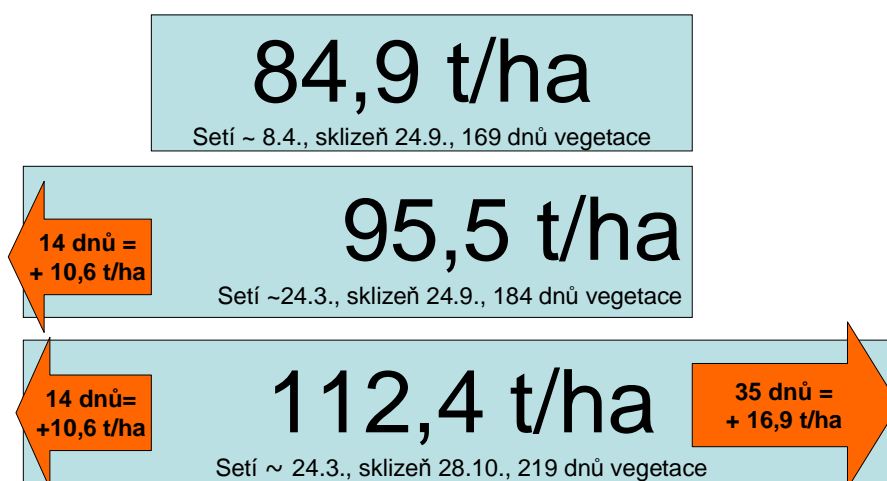 84,9 t/ha
Setí ~ 8.4., sklizeň 24.9., 169 dnů vegetace
14 dnů =
+ 10,6 t/ha
95,5 t/ha
Setí ~24.3., sklizeň 24.9., 184 dnů vegetace
14 dnů=
+10,6 t/ha
112,4 t/ha
35 dnů =
+ 16,9 t/ha
Setí ~ 24.3., sklizeň 28.10., 219 dnů vegetace